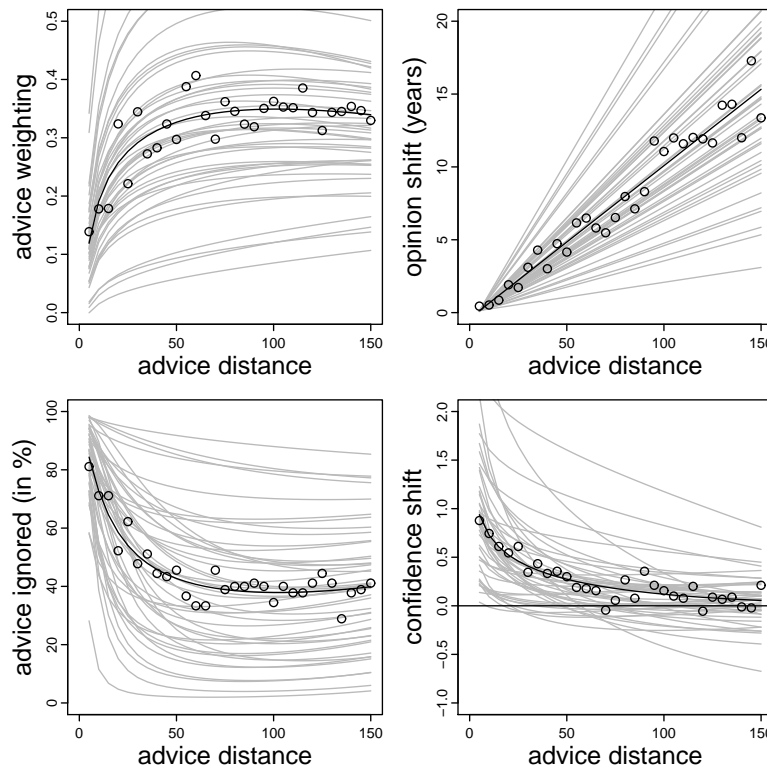 0.0 0.1 0.2 0.3 0.4 0.5
advice weighting
0 50 100 150
advice distance
0 5 10 15 20
opinion shift (years)
0 50 100 150
advice distance
0 20 40 60 80 100
advice ignored (in %)
0 50 100 150
advice distance
−1.0 −0.5 0.0 0.5 1.0 1.5 2.0
confidence shift
0 50 100 150
advice distance